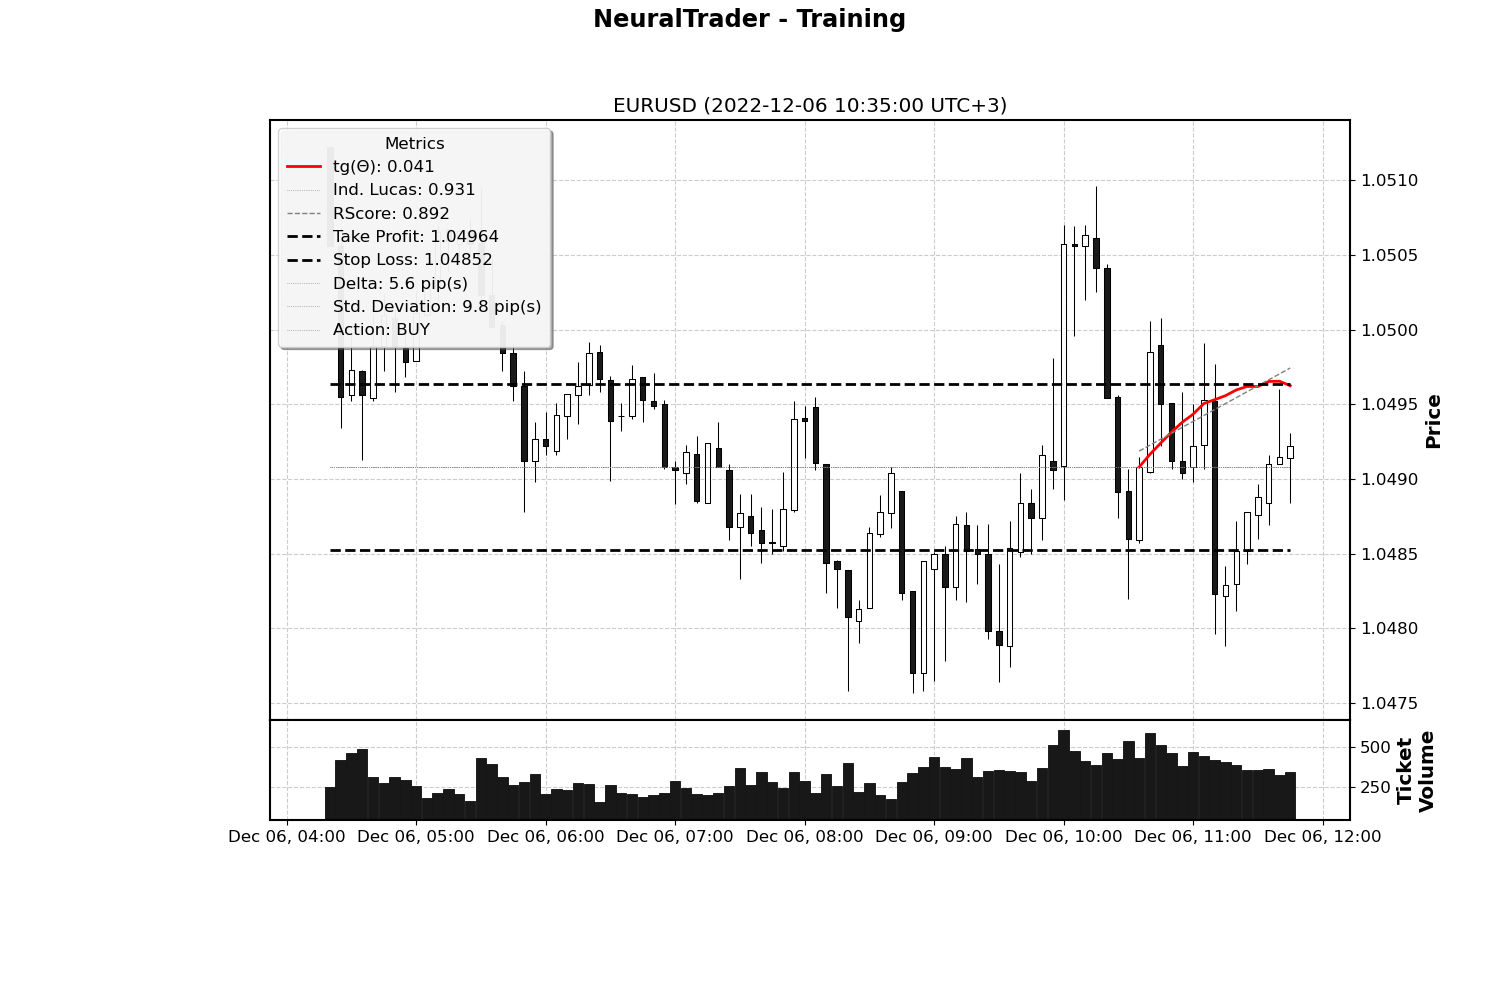 NeuralTrader - Training
EURUSD (2022-12-06 10:35:00 UTC+3)
Metrics
tg(Θ): 0.041
Ind. Lucas: 0.931
RScore: 0.892
Take Profit: 1.04964
Stop Loss: 1.04852
Delta: 5.6 pip(s)
Std. Deviation: 9.8 pip(s)
Action: BUY
1.0510
1.0505
1.0500
1.0495
1.0490
1.0485
1.0480
1.0475
Price
500
250
Ticket
Volume
Dec 06, 04:00
Dec 06, 05:00
Dec 06, 06:00
Dec 06, 07:00
Dec 06, 08:00
Dec 06, 09:00
Dec 06, 10:00
Dec 06, 11:00
Dec 06, 12:00